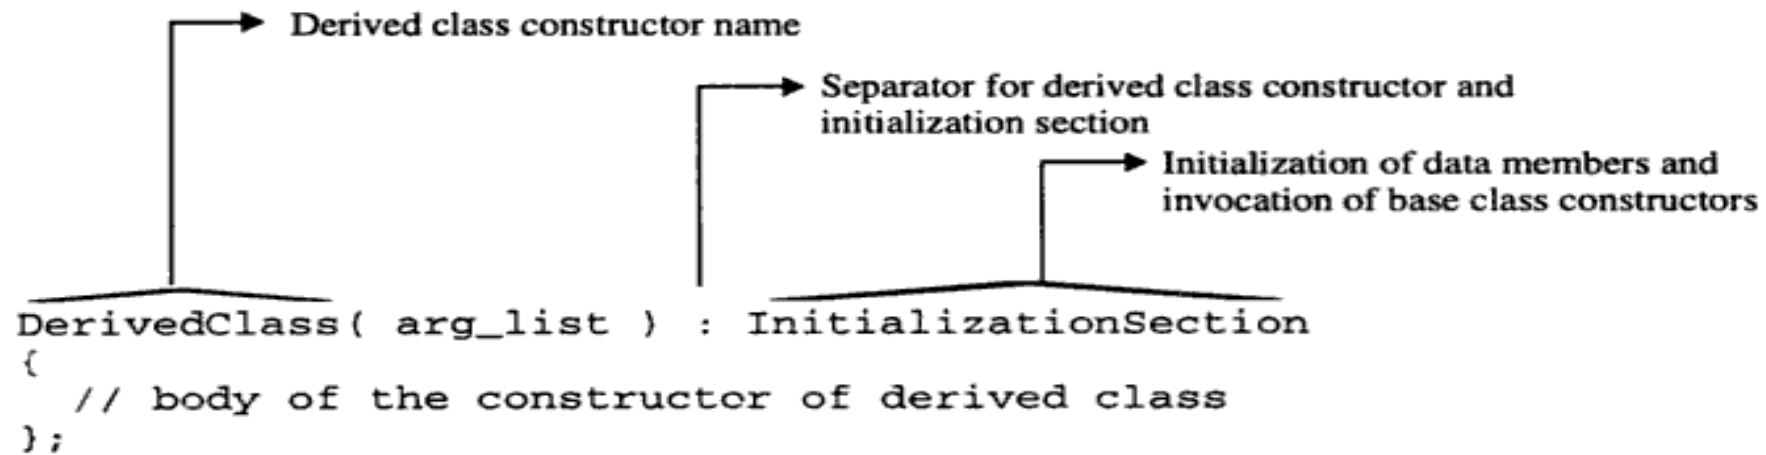 Derived class constructor name
Separator for derived class constructor and
initialization section
Initialization of data members and
invocation of base class constructors
DerivedClass( arg_list ) : InitializationSection
{
// body of the constructor of derived class
};